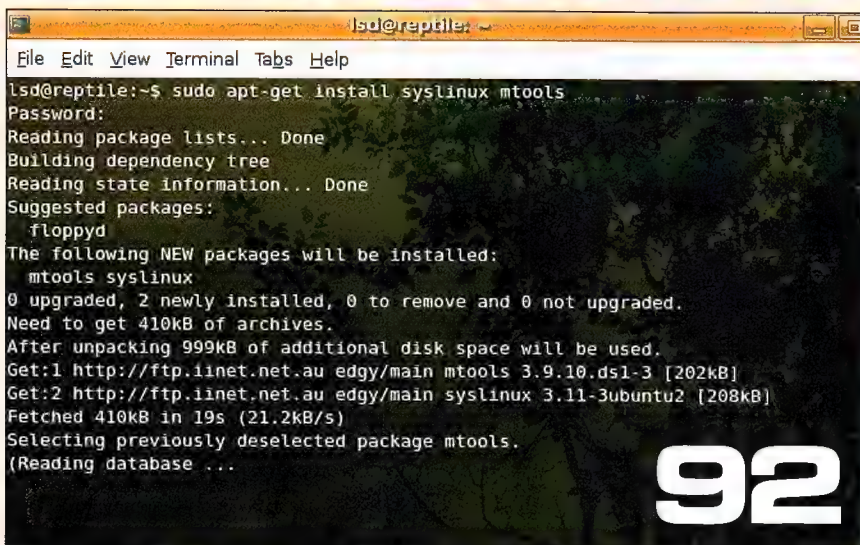 lsd@reptile: ~
File Edit View Terminal Tabs Help
lsd@reptile:~$ sudo apt-get install syslinux mtools
Password:
Reading package lists... Done
Building dependency tree
Reading state information... Done
Suggested packages:
floppyd
The following NEW packages will be installed:
mtools syslinux
0 upgraded, 2 newly installed, 0 to remove and 0 not upgraded.
Need to get 410kB of archives.
After unpacking 999kB of additional disk space will be used.
Get:1 http://ftp.iinet.net.au edgy/main mtools 3.9.10.ds1-3 [202kB]
Get:2 http://ftp.iinet.net.au edgy/main syslinux 3.11-3ubuntu2 [208kB]
Fetched 410kB in 19s (21.2kB/s)
Selecting previously deselected package mtools.
(Reading database ...
92